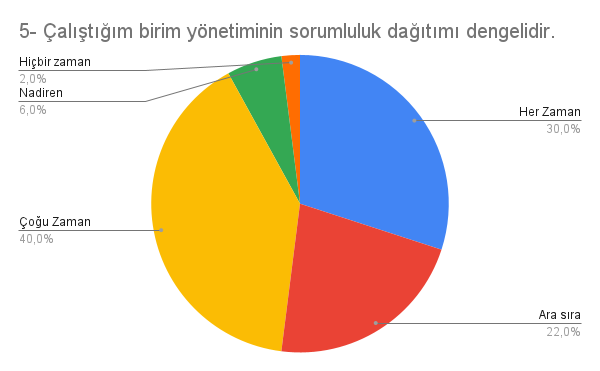 5- Çalıştığım birim yönetiminin sorumluluk dağıtımı dengelidir.
Hiçbir zaman
2,0%
Nadiren
6,0%
Her Zaman
30,0%
Çoğu Zaman
40,0%
Ara sıra
22,0%